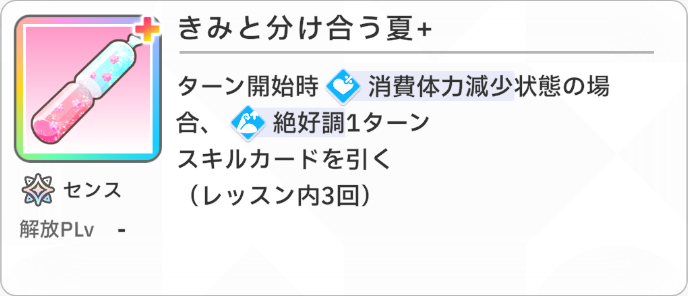 きみと分け合う夏+
ターン開始時 消費体力減少状態の場
合、 絶好調1ターン
スキルカードを引く
（レッスン内3回）
センス
解放PLv -